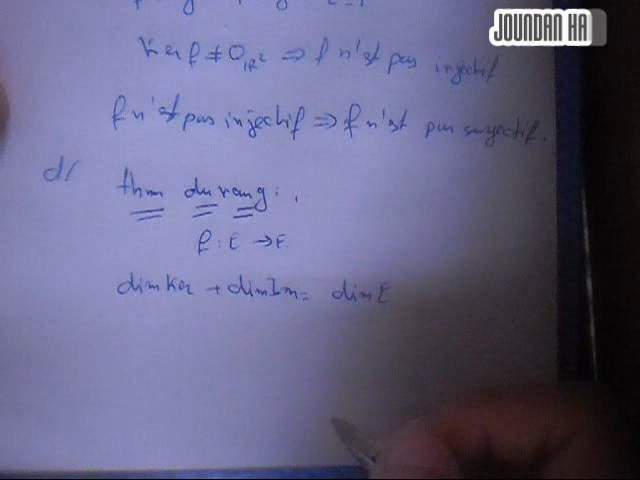 JOUNDAN HA
Ker f ≠ 0_{IR²} ⇒ f n'est pas injectif
f n'est pas injectif ⇒ f n'est pas surjectif.
d/ thm du rang :.
f : E → F.
dim Ker + dim Im = dim E